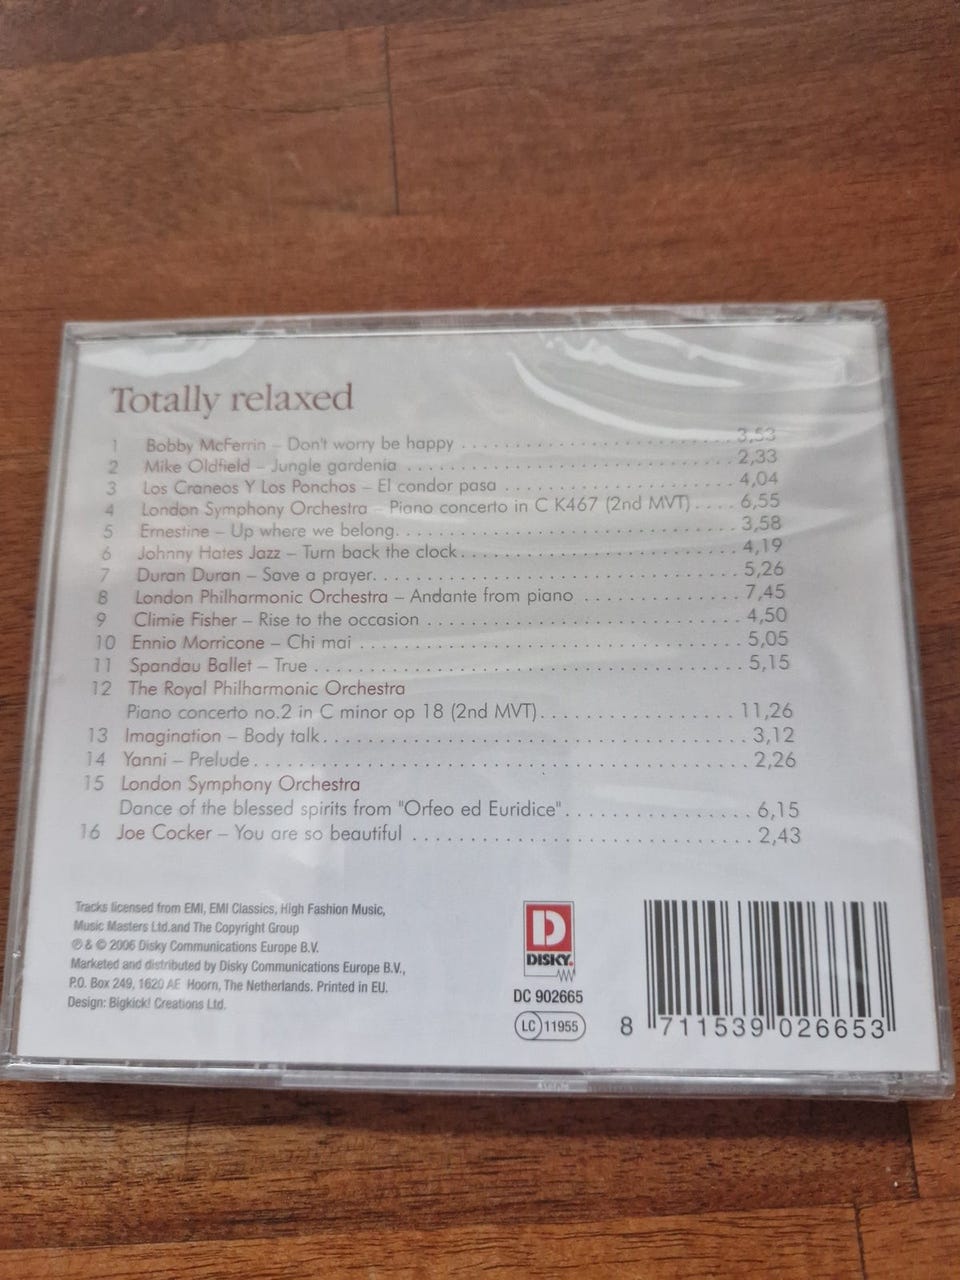 Totally relaxed
1 Bobby McFerrin – Don't worry be happy . . . . . . . . . . . . . . . . . . . . . . . . . . . 3,53
2 Mike Oldfield – Jungle gardenia . . . . . . . . . . . . . . . . . . . . . . . . . . . . . . . . 2,33
3 Los Craneos Y Los Ponchos – El condor pasa . . . . . . . . . . . . . . . . . . . . . . . 4,04
4 London Symphony Orchestra – Piano concerto in C K467 (2nd MVT) . . . . 6,55
5 Ernestine – Up where we belong. . . . . . . . . . . . . . . . . . . . . . . . . . . . . . . . . 3,58
6 Johnny Hates Jazz – Turn back the clock. . . . . . . . . . . . . . . . . . . . . . . . . . . 4,19
7 Duran Duran – Save a prayer. . . . . . . . . . . . . . . . . . . . . . . . . . . . . . . . . . . 5,26
8 London Philharmonic Orchestra – Andante from piano . . . . . . . . . . . . . . . 7,45
9 Climie Fisher – Rise to the occasion . . . . . . . . . . . . . . . . . . . . . . . . . . . . . . 4,50
10 Ennio Morricone – Chi mai . . . . . . . . . . . . . . . . . . . . . . . . . . . . . . . . . . . . 5,05
11 Spandau Ballet – True . . . . . . . . . . . . . . . . . . . . . . . . . . . . . . . . . . . . . . . . 5,15
12 The Royal Philharmonic Orchestra
Piano concerto no.2 in C minor op 18 (2nd MVT). . . . . . . . . . . . . . . . . . 11,26
13 Imagination – Body talk. . . . . . . . . . . . . . . . . . . . . . . . . . . . . . . . . . . . . . . 3,12
14 Yanni – Prelude. . . . . . . . . . . . . . . . . . . . . . . . . . . . . . . . . . . . . . . . . . . . . 2,26
15 London Symphony Orchestra
Dance of the blessed spirits from "Orfeo ed Euridice". . . . . . . . . . . . . . . . 6,15
16 Joe Cocker – You are so beautiful . . . . . . . . . . . . . . . . . . . . . . . . . . . . . . 2,43
Tracks licensed from EMI, EMI Classics, High Fashion Music,
Music Masters Ltd.and The Copyright Group
℗ & © 2006 Disky Communications Europe B.V.
Marketed and distributed by Disky Communications Europe B.V.,
P.O. Box 249, 1620 AE Hoorn, The Netherlands. Printed in EU.
Design: Bigkick! Creations Ltd.
D
DISKY.
DC 902665
LC 11955
8 711539 026653